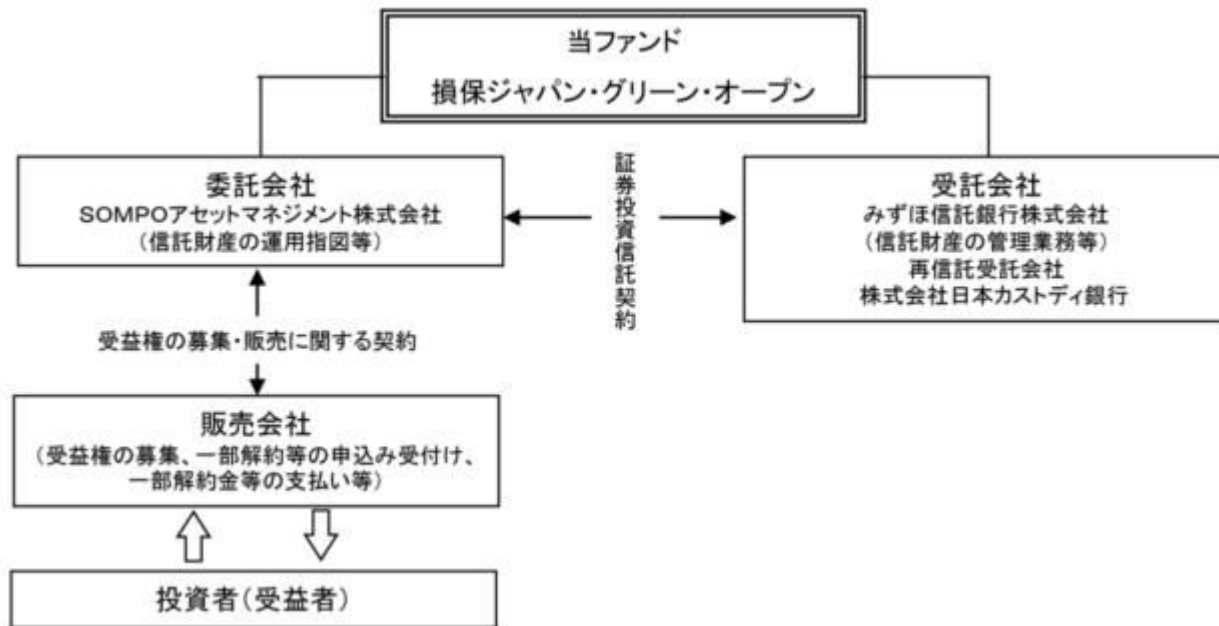 当ファンド
損保ジャパン・グリーン・オープン
委託会社
SOMPOアセットマネジメント株式会社
（信託財産の運用指図等）
証券投資信託契約
受託会社
みずほ信託銀行株式会社
（信託財産の管理業務等）
再信託受託会社
株式会社日本カストディ銀行
受益権の募集・販売に関する契約
販売会社
（受益権の募集、一部解約等の申込み受付け、
一部解約金等の支払い等）
投資者（受益者）